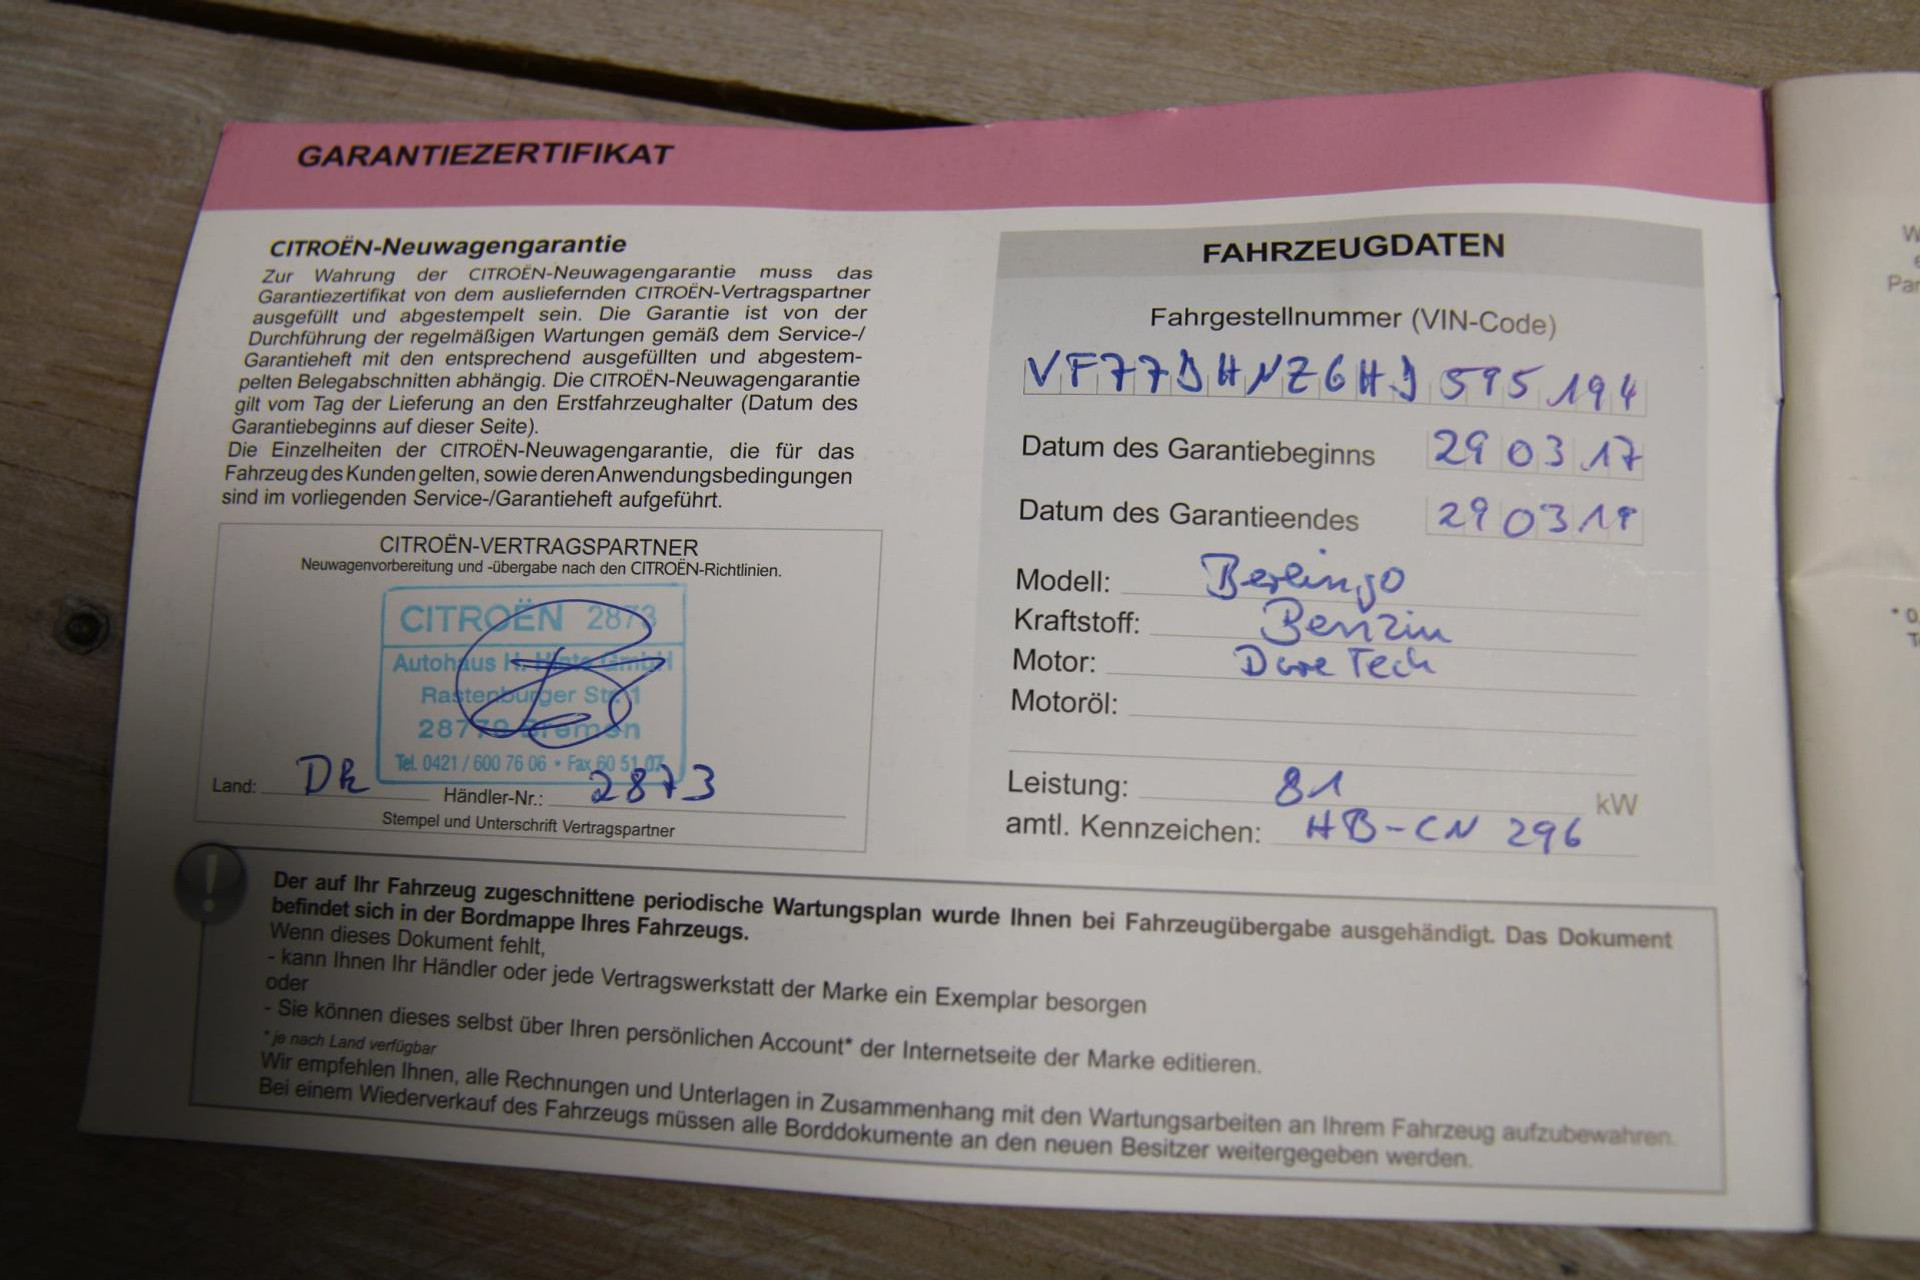 GARANTIEZERTIFIKAT
CITROËN-Neuwagengarantie
Zur Wahrung der CITROËN-Neuwagengarantie muss das
Garantiezertifikat von dem ausliefernden CITROËN-Vertragspartner
ausgefüllt und abgestempelt sein. Die Garantie ist von der
Durchführung der regelmäßigen Wartungen gemäß dem Service-/
Garantieheft mit den entsprechend ausgefüllten und abgestem-
pelten Belegabschnitten abhängig. Die CITROËN-Neuwagengarantie
gilt vom Tag der Lieferung an den Erstfahrzeughalter (Datum des
Garantiebeginns auf dieser Seite).
Die Einzelheiten der CITROËN-Neuwagengarantie, die für das
Fahrzeug des Kunden gelten, sowie deren Anwendungsbedingungen
sind im vorliegenden Service-/Garantieheft aufgeführt.
CITROËN-VERTRAGSPARTNER
Neuwagenvorbereitung und -übergabe nach den CITROËN-Richtlinien.
CITROËN 2873
Autohaus H. GmbH
Rastenburger Str. 1
28779 Bremen
Tel. 0421 / 600 76 06 • Fax 60 51 07
Land: Händler-Nr.: 2873
Stempel und Unterschrift Vertragspartner
FAHRZEUGDATEN
Fahrgestellnummer (VIN-Code)
VF77DHNZ6HJ595194
Datum des Garantiebeginns 29 03 17
Datum des Garantieendes 29 03 19
Modell: Berlingo
Kraftstoff: Benzin
Motor: Pure Tech
Motoröl:
Leistung: 81 kW
amtl. Kennzeichen: HB-CN 296
Der auf Ihr Fahrzeug zugeschnittene periodische Wartungsplan wurde Ihnen bei Fahrzeugübergabe ausgehändigt. Das Dokument
befindet sich in der Bordmappe Ihres Fahrzeugs.
Wenn dieses Dokument fehlt,
- kann Ihnen Ihr Händler oder jede Vertragswerkstatt der Marke ein Exemplar besorgen
oder
- Sie können dieses selbst über Ihren persönlichen Account* der Internetseite der Marke editieren.
* je nach Land verfügbar
Wir empfehlen Ihnen, alle Rechnungen und Unterlagen in Zusammenhang mit den Wartungsarbeiten an Ihrem Fahrzeug aufzubewahren.
Bei einem Wiederverkauf des Fahrzeugs müssen alle Borddokumente an den neuen Besitzer weitergegeben werden.